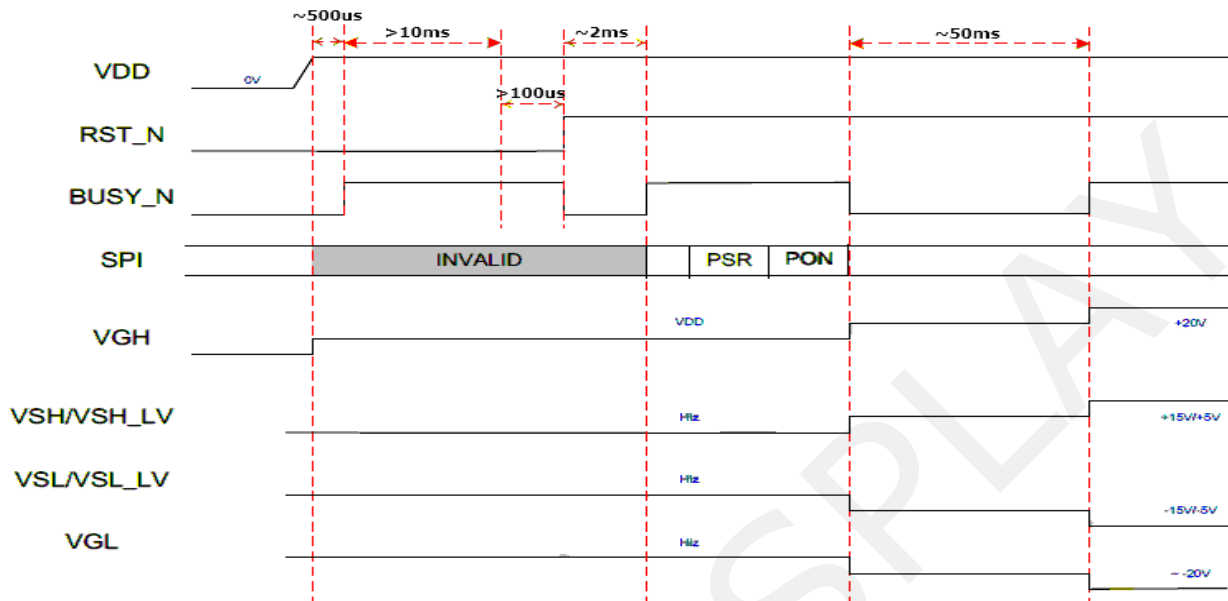 ~500us
>10ms
~2ms
~50ms
VDD
0V
>100us
RST_N
BUSY_N
SPI
INVALID
PSR
PON
VGH
VDD
+20V
VSH/VSH_LV
Hiz
+15V/+5V
VSL/VSL_LV
Hiz
-15V/-5V
VGL
Hiz
~ -20V
SPLAY